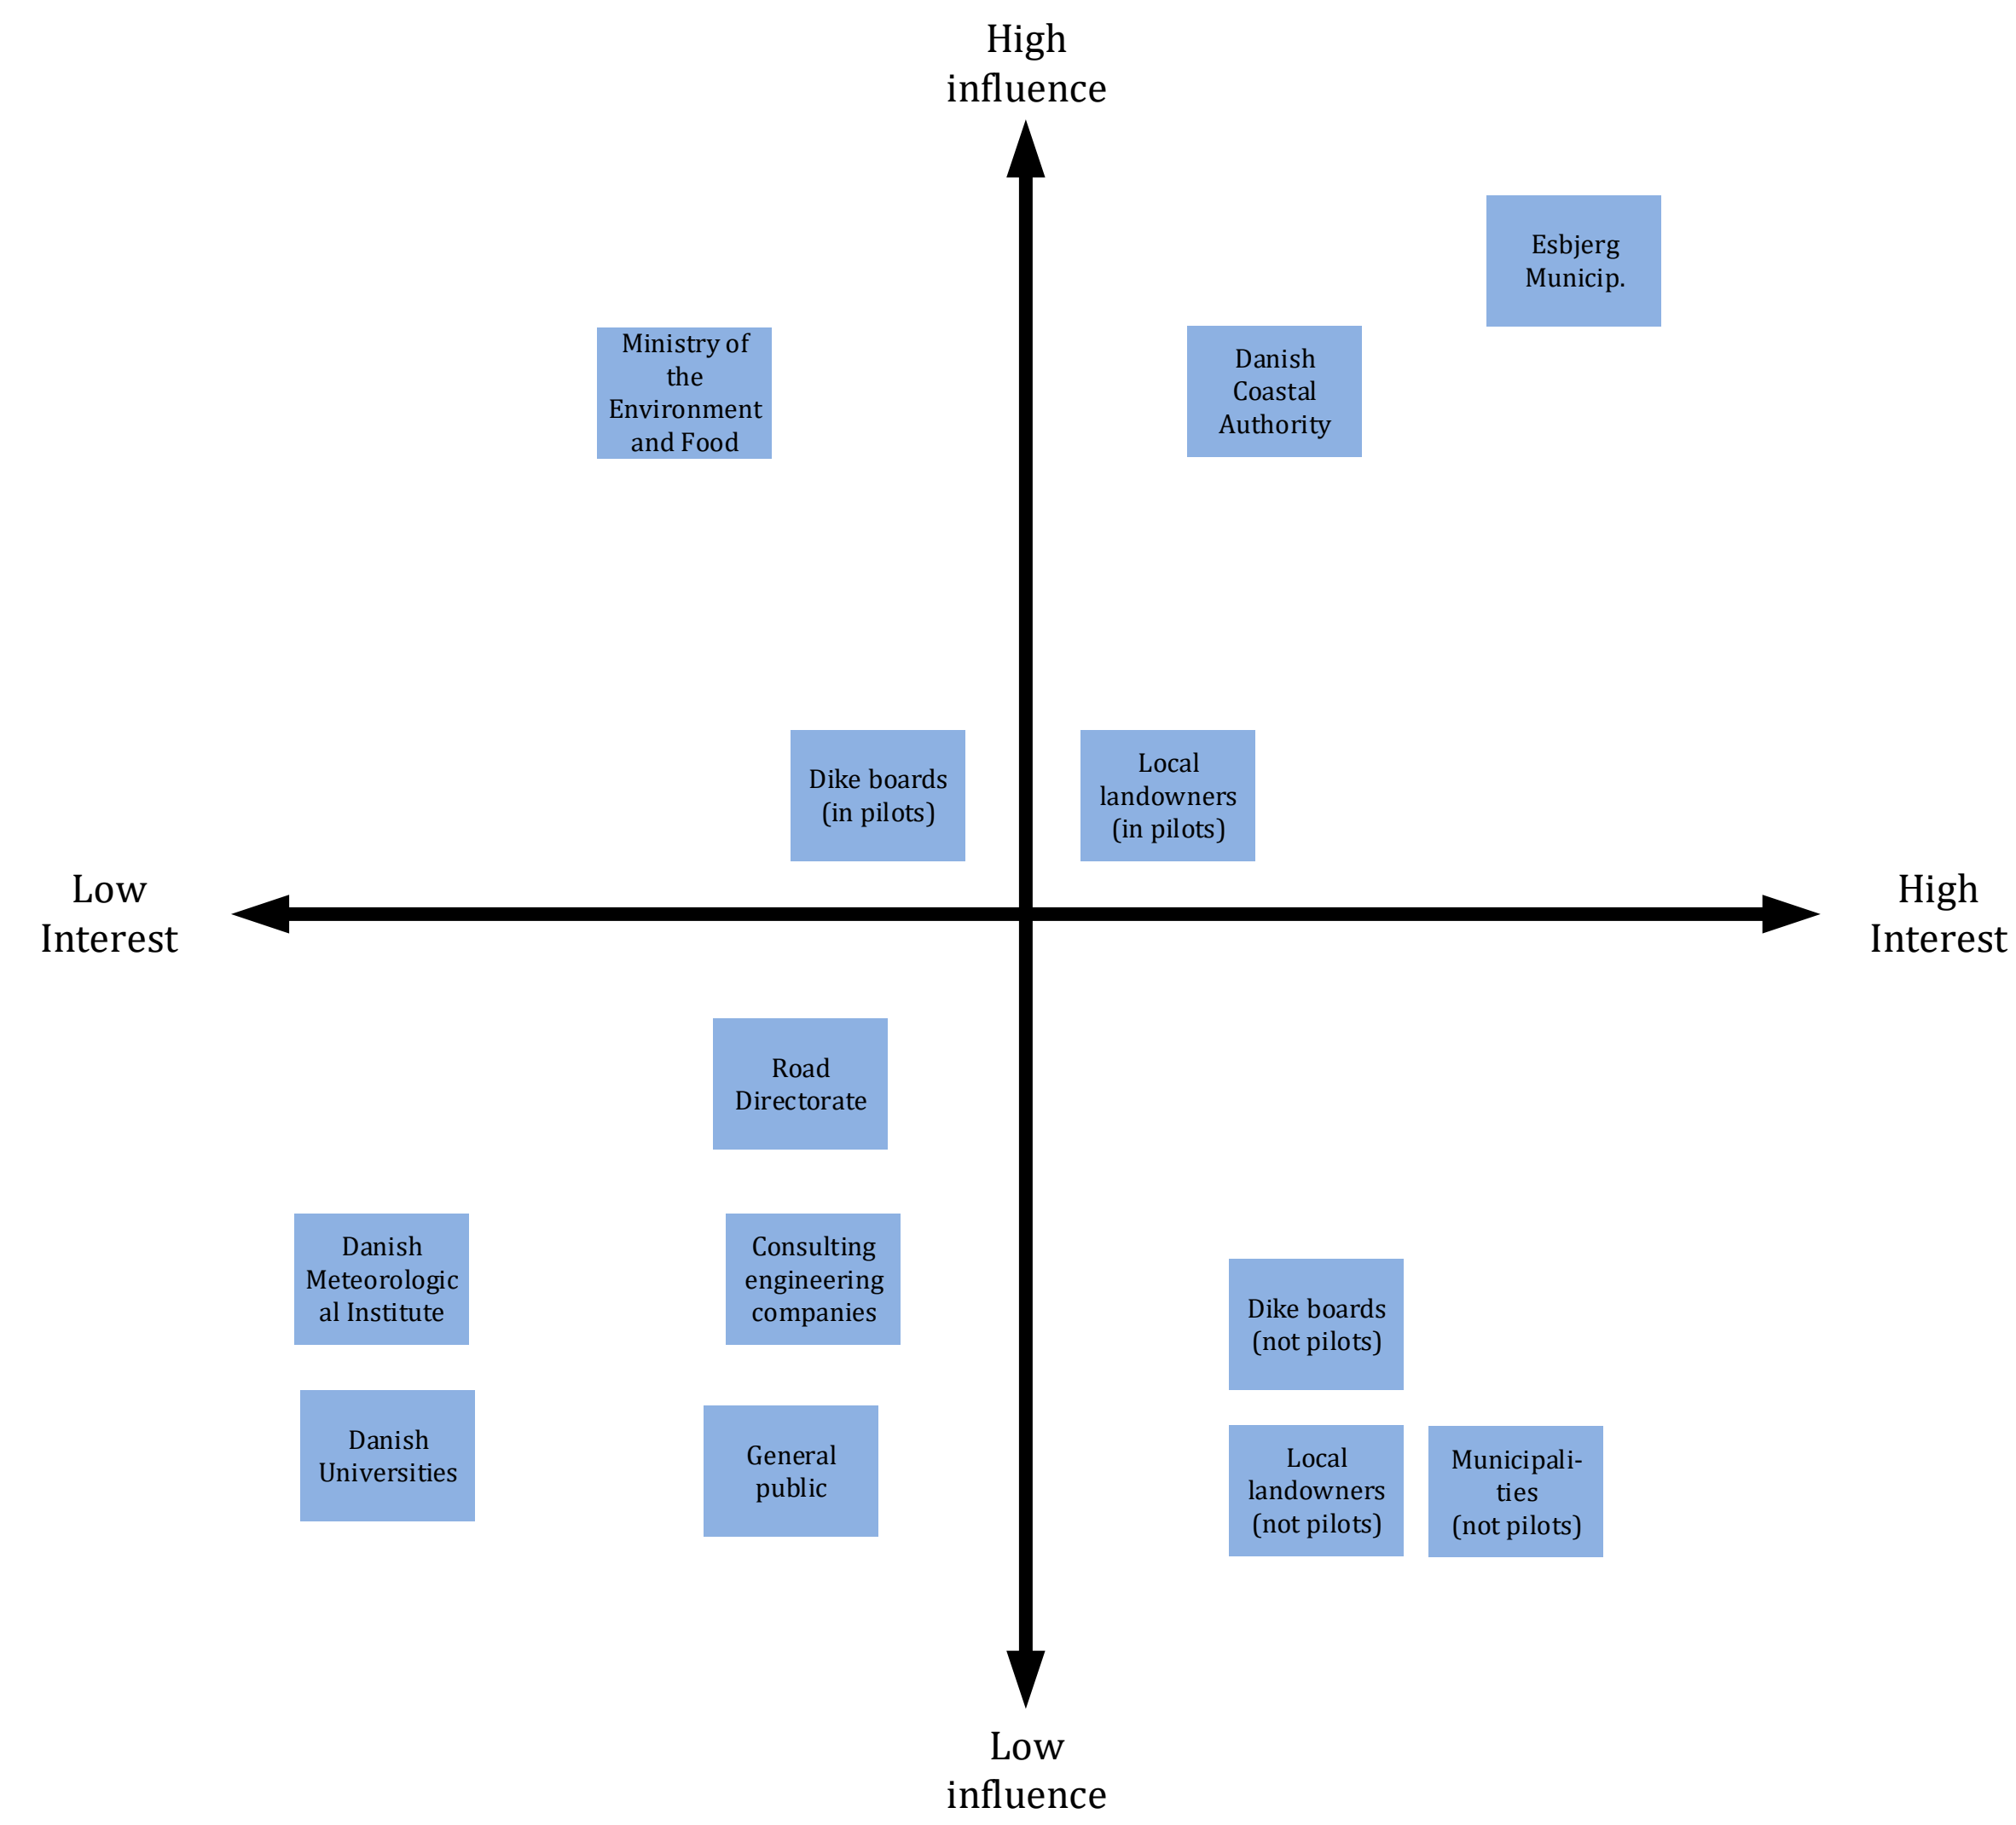 High
influence
Esbjerg
Municip.
Ministry of
the
Environment
and Food
Danish
Coastal
Authority
Dike boards
(in pilots)
Local
landowners
(in pilots)
Low
Interest
High
Interest
Road
Directorate
Danish
Meteorologic
al Institute
Consulting
engineering
companies
Dike boards
(not pilots)
Danish
Universities
General
public
Local
landowners
(not pilots)
Municipali-
ties
(not pilots)
Low
influence